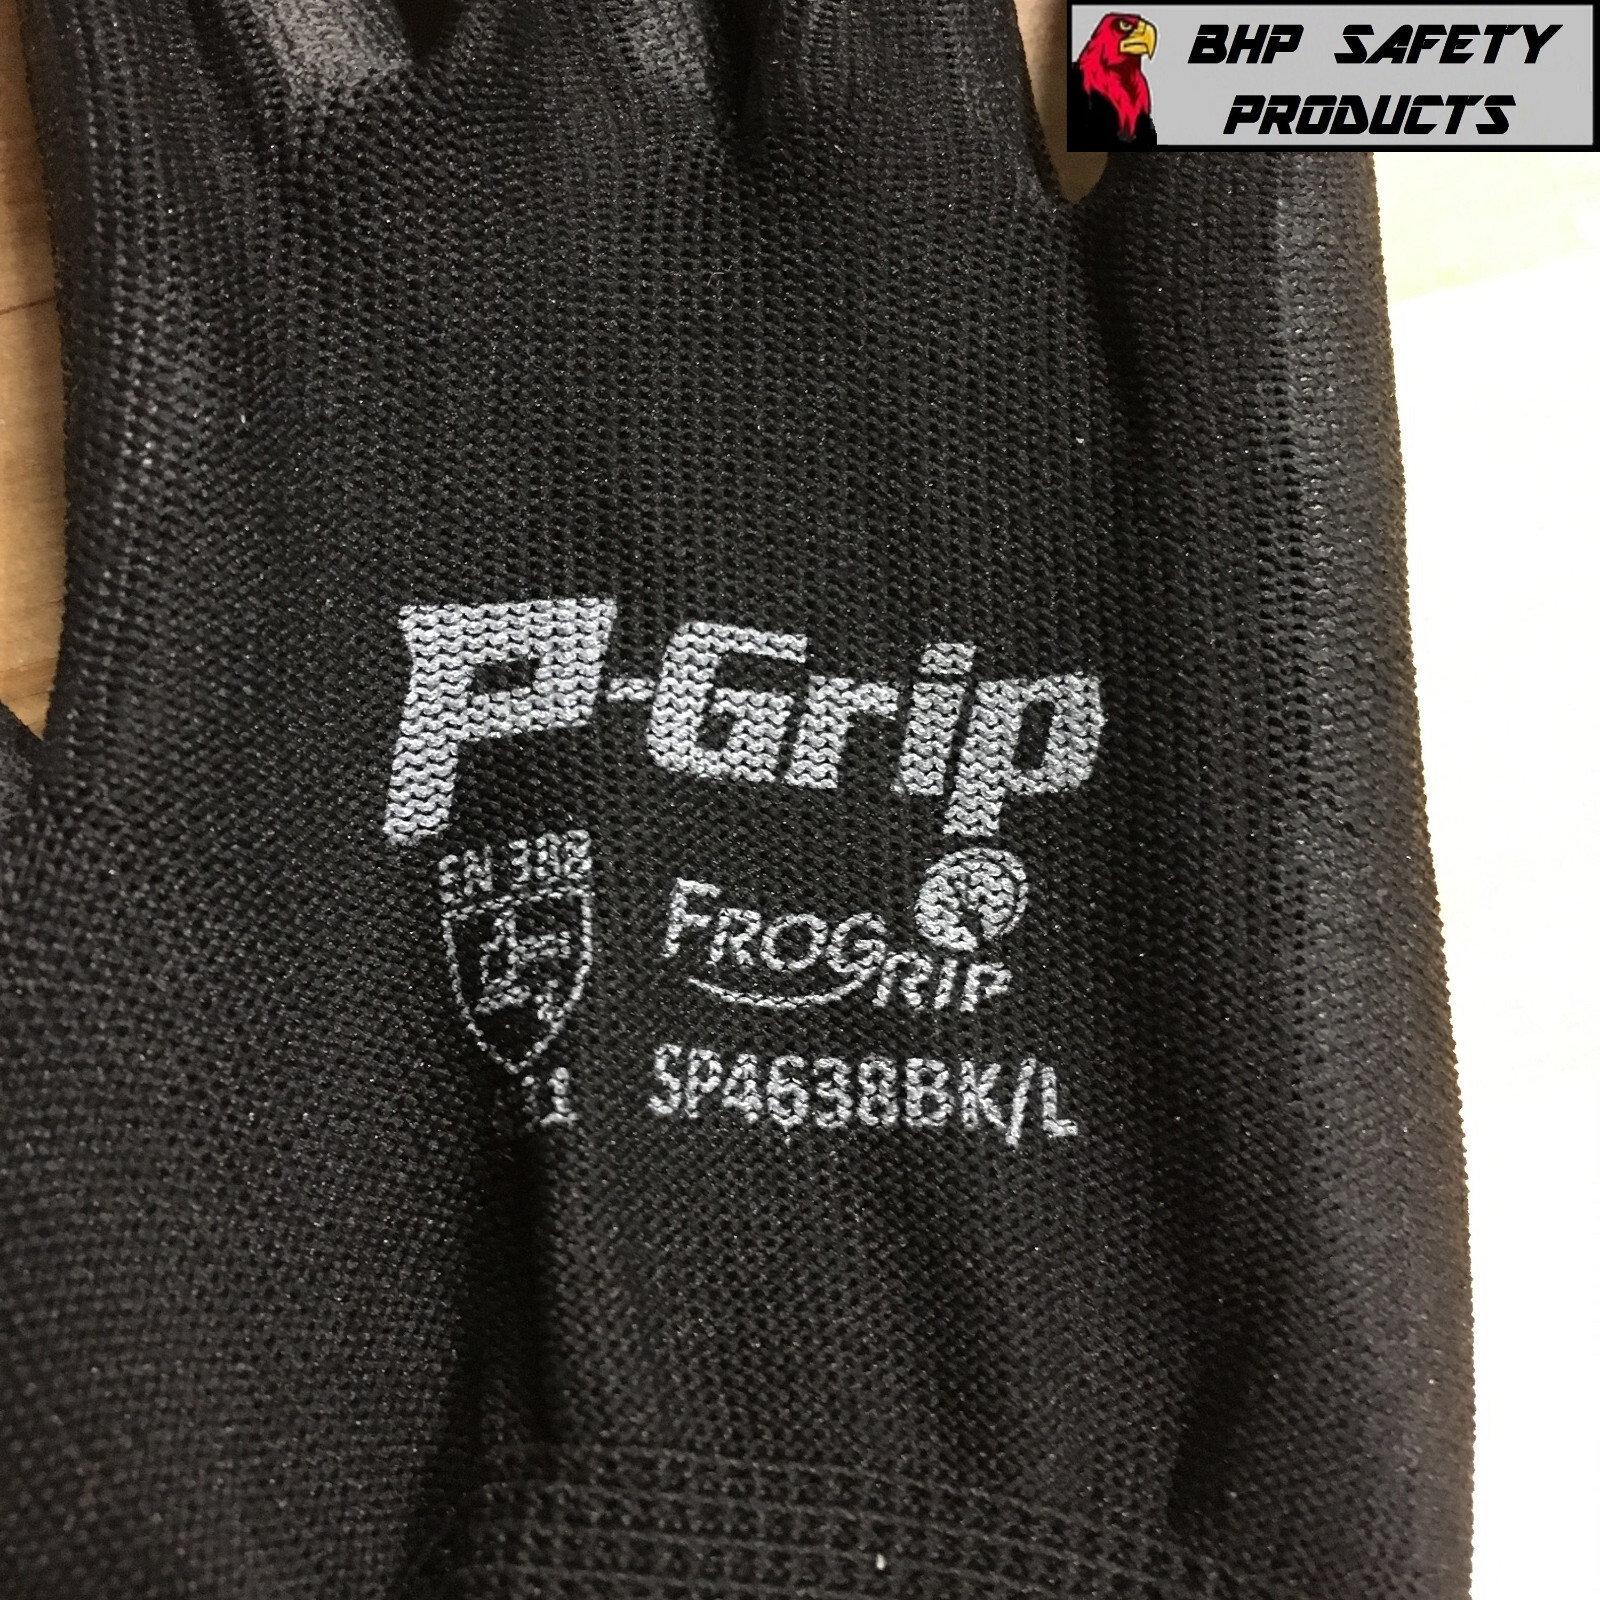 BHP SAFETY
PRODUCTS
P-Grip
EN 388
FROGRIP
SP4638BK/L